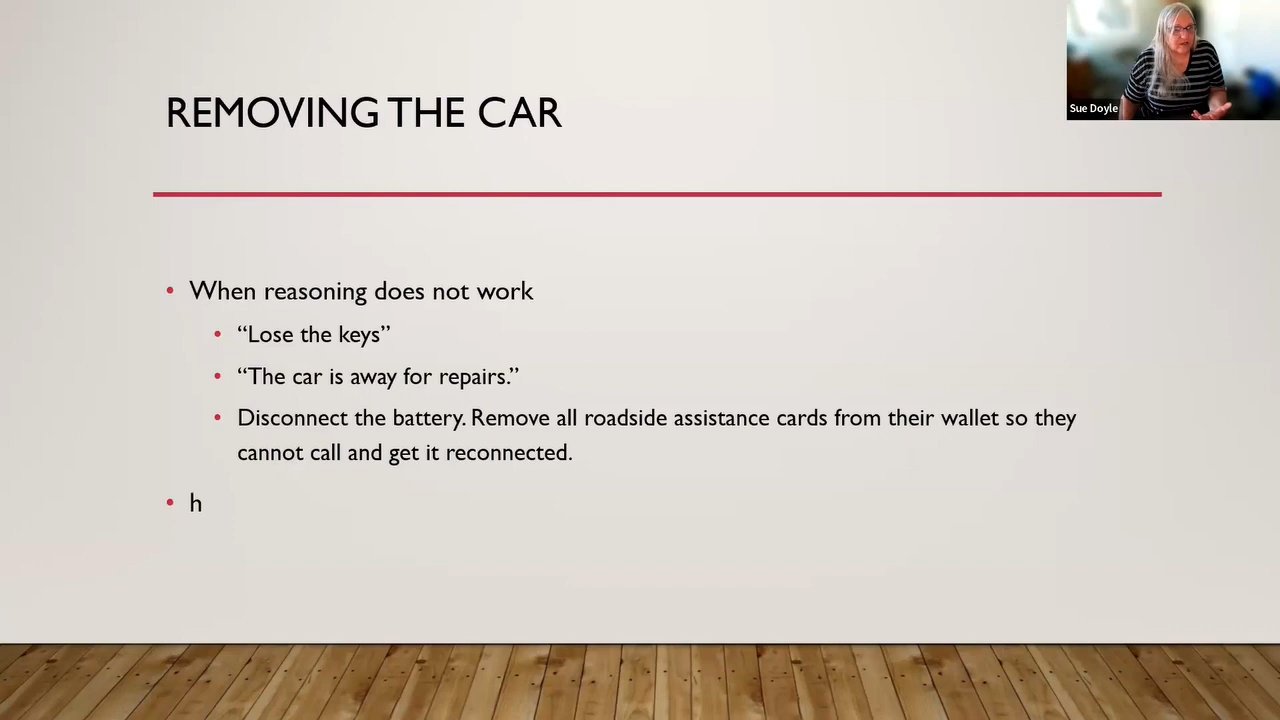 REMOVING THE CAR
Sue Doyle
• When reasoning does not work
• “Lose the keys”
• “The car is away for repairs.”
• Disconnect the battery. Remove all roadside assistance cards from their wallet so they
cannot call and get it reconnected.
• h